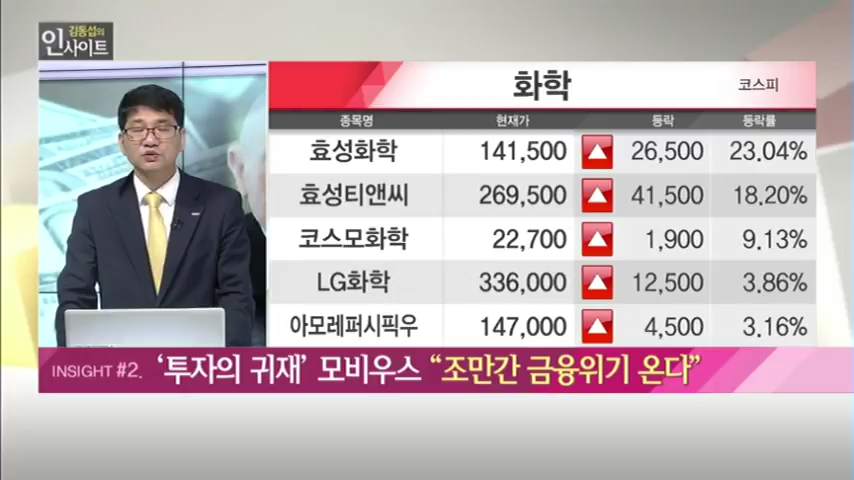 김동섭의
인사이트
화학
코스피
종목명 현재가 등락 등락률
효성화학 141,500 26,500 23.04%
효성티앤씨 269,500 41,500 18.20%
코스모화학 22,700 1,900 9.13%
LG화학 336,000 12,500 3.86%
아모레퍼시픽우 147,000 4,500 3.16%
INSIGHT #2. ‘투자의 귀재’ 모비우스 “조만간 금융위기 온다”